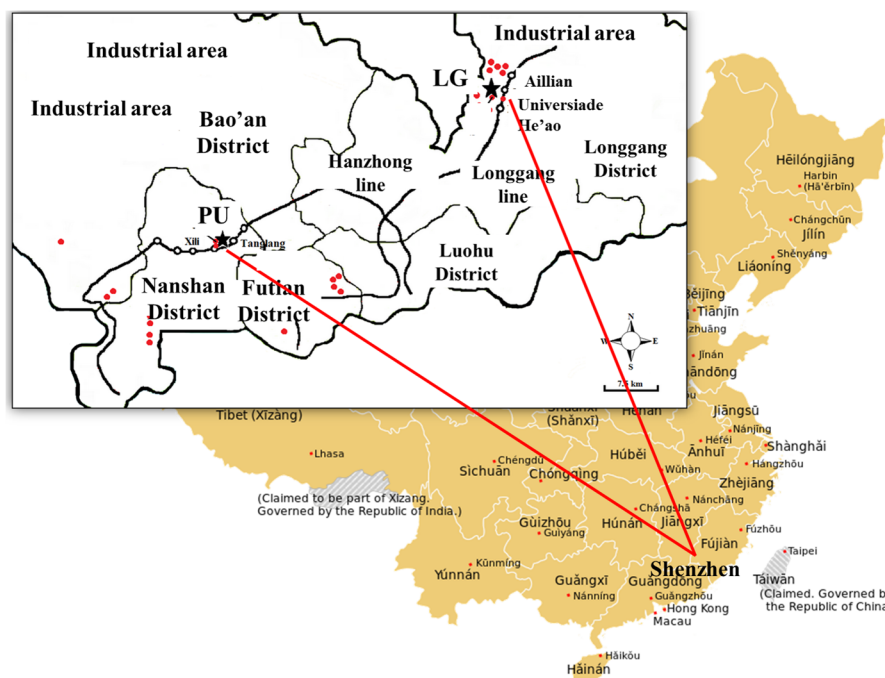 Industrial area
Industrial area
Industrial area
LG
Aillian
Universiade
He'ao
Bao'an
District
Hanzhong
line
Longgang
line
Longgang
District
PU
Xili
Tanglang
Luohu
District
Nanshan
District
Futian
District
N
W
E
S
7.5 km
Hēilóngjiāng
Harbin
(Hā'ěrbīn)
Chángchūn
Jílín
Shěnyáng
Liáoníng
Běijīng
Tiānjīn
Jǐnán
Jiāngsū
Nánjīng
Shànghǎi
Héféi
Ānhuī
Hángzhōu
Zhèjiāng
Tibet (Xīzàng)
Lhasa
(Claimed to be part of Xīzàng.
Governed by the Republic of India.)
(Shǎnxī)
Hénán
Chéngdū
Sìchuān
Chóngqìng
Húběi
Wǔhàn
Nánchāng
Chángshā
Húnán
Jiāngxī
Gùizhōu
Guìyáng
Fúzhōu
Fújiàn
Kūnmíng
Yúnnán
Shenzhen
Taipei
Táiwān
(Claimed. Governed b
the Republic of China
Guǎngxī
Nánníng
Guǎngdōng
Guǎngzhōu
Hong Kong
Macau
Hǎikǒu
Hǎinán